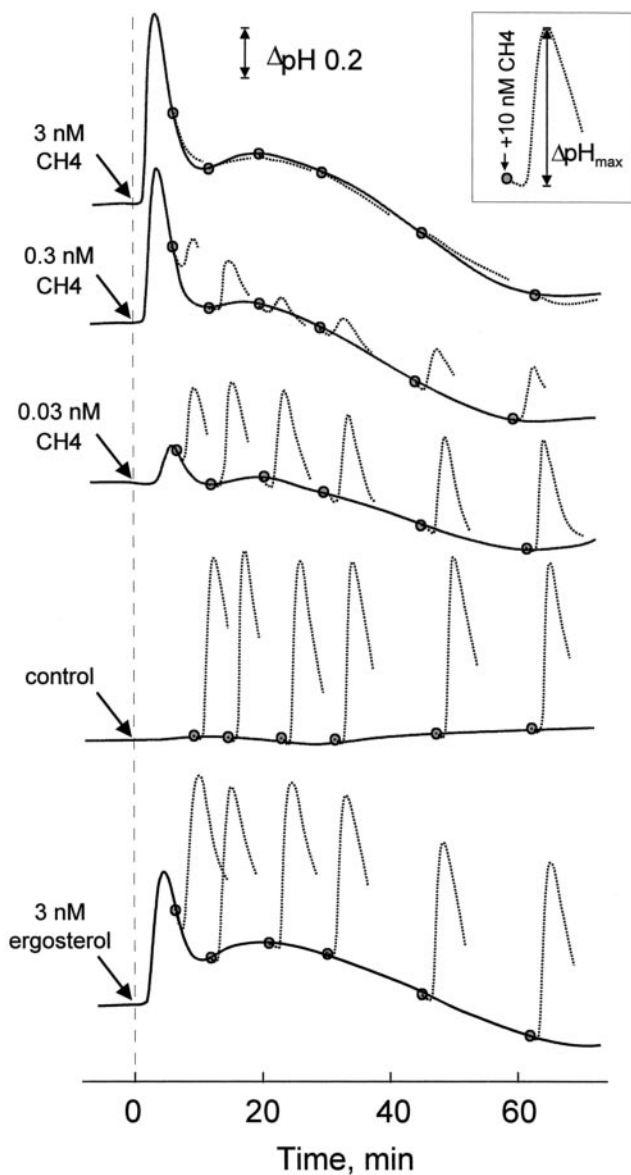 ΔpH 0.2
+10 nM CH4
ΔpHmax
3 nM
CH4
0.3 nM
CH4
0.03 nM
CH4
control
3 nM
ergosterol
0 20 40 60
Time, min